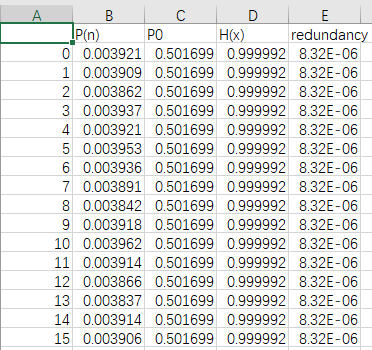 A B C D E
P(n) P0 H(x) redundancy
0 0.003921 0.501699 0.999992 8.32E-06
1 0.003909 0.501699 0.999992 8.32E-06
2 0.003862 0.501699 0.999992 8.32E-06
3 0.003937 0.501699 0.999992 8.32E-06
4 0.003921 0.501699 0.999992 8.32E-06
5 0.003953 0.501699 0.999992 8.32E-06
6 0.003936 0.501699 0.999992 8.32E-06
7 0.003891 0.501699 0.999992 8.32E-06
8 0.003842 0.501699 0.999992 8.32E-06
9 0.003918 0.501699 0.999992 8.32E-06
10 0.003962 0.501699 0.999992 8.32E-06
11 0.003914 0.501699 0.999992 8.32E-06
12 0.003866 0.501699 0.999992 8.32E-06
13 0.003837 0.501699 0.999992 8.32E-06
14 0.003914 0.501699 0.999992 8.32E-06
15 0.003906 0.501699 0.999992 8.32E-06